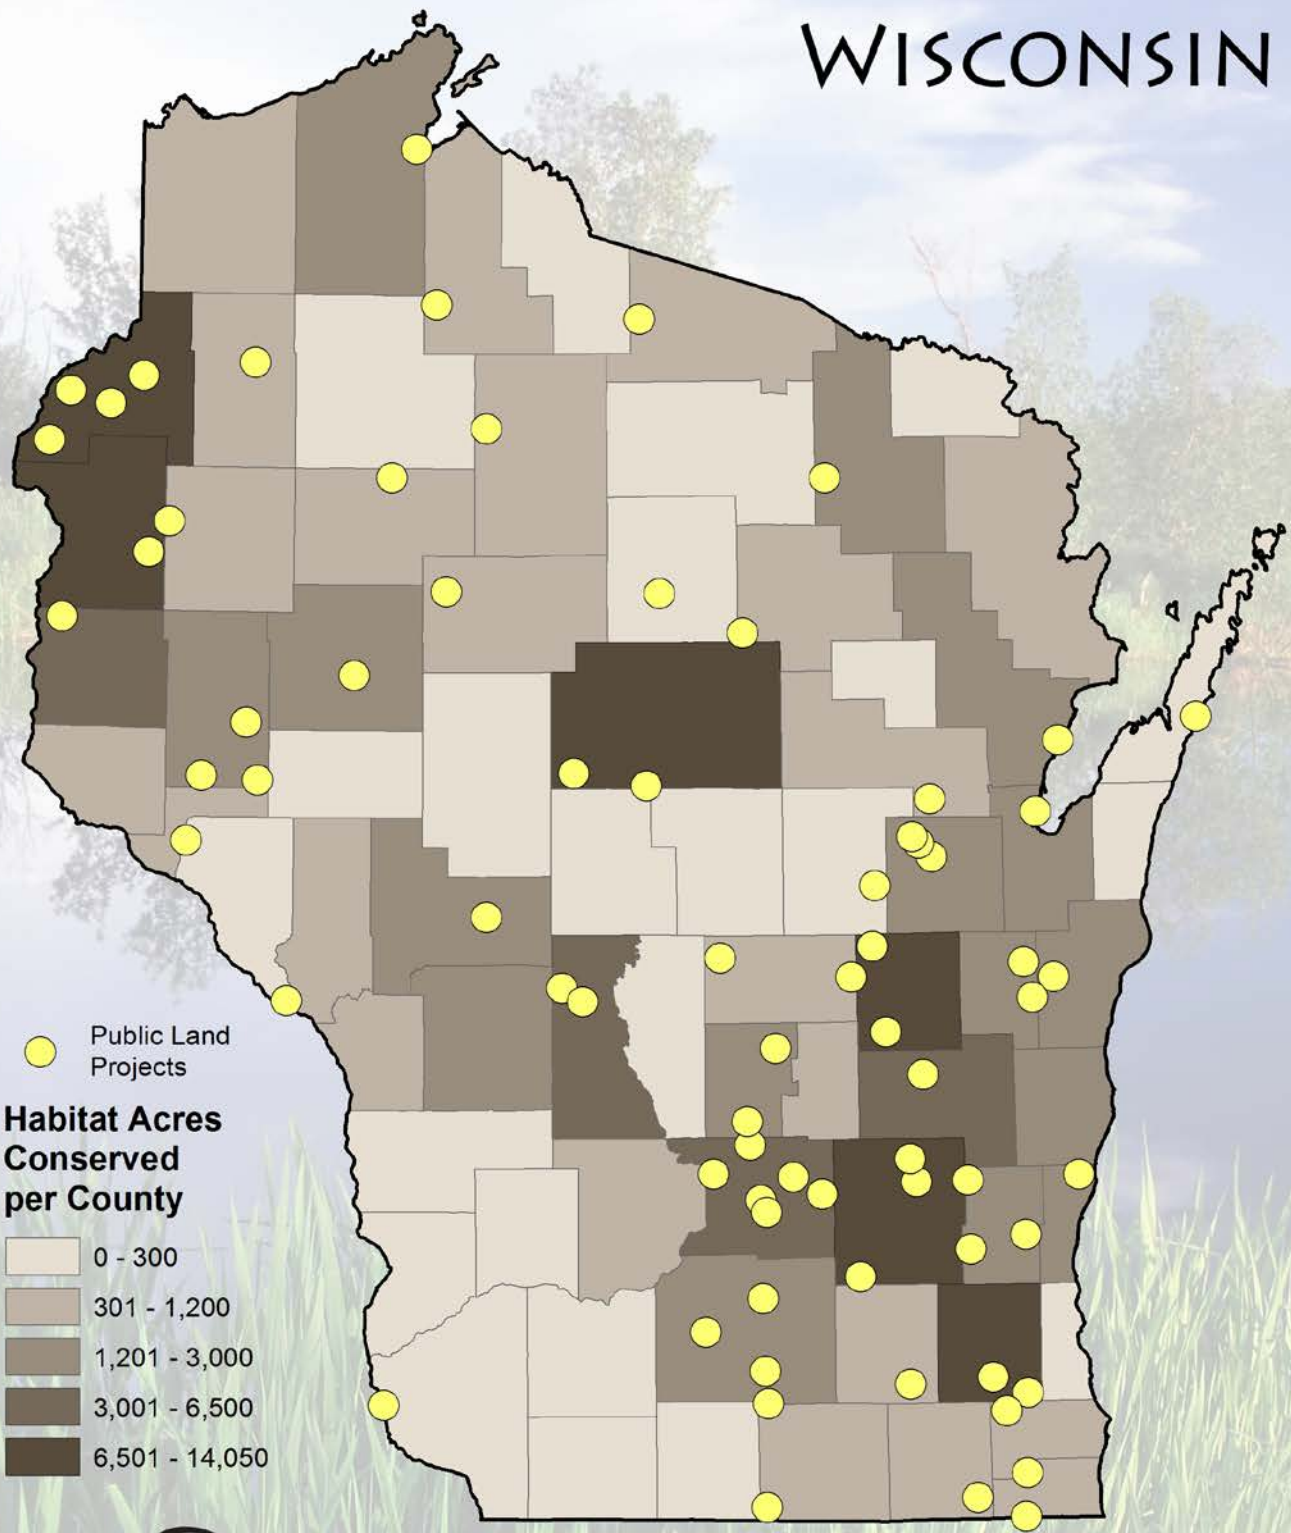 WISCONSIN
Public Land
Projects
Habitat Acres
Conserved
per County
0 - 300
301 - 1,200
1,201 - 3,000
3,001 - 6,500
6,501 - 14,050